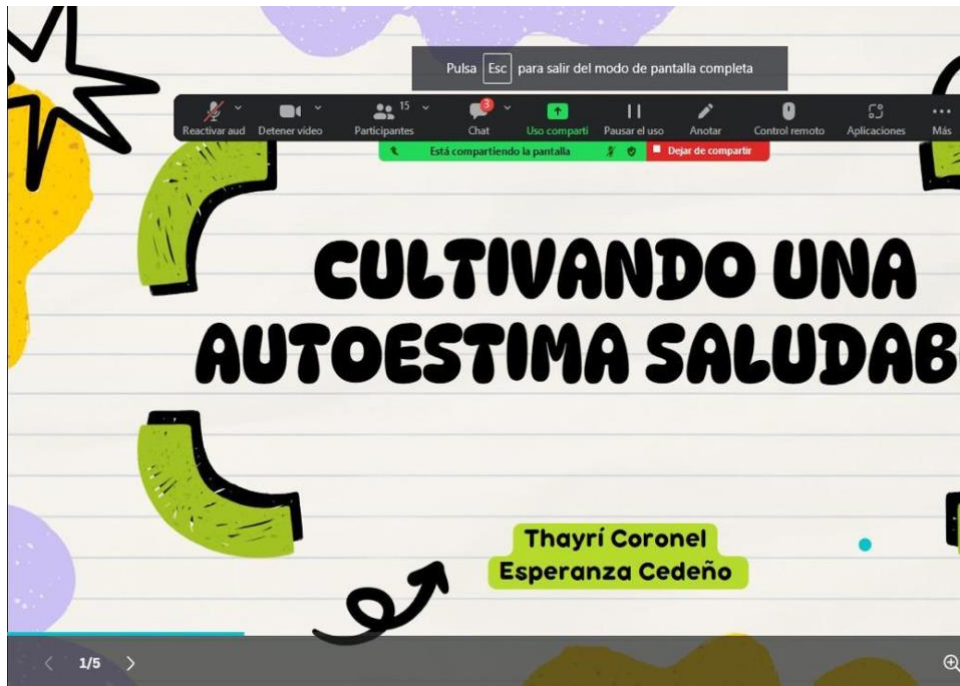 Pulsa Esc para salir del modo de pantalla completa
15
3
Reactivar aud Detener vídeo Participantes Chat Uso comparti Pausar el uso Anotar Control remoto Aplicaciones Más
Está compartiendo la pantalla Dejar de compartir
CULTIVANDO UNA
AUTOESTIMA SALUDAB
Thayrí Coronel
Esperanza Cedeño
1/5